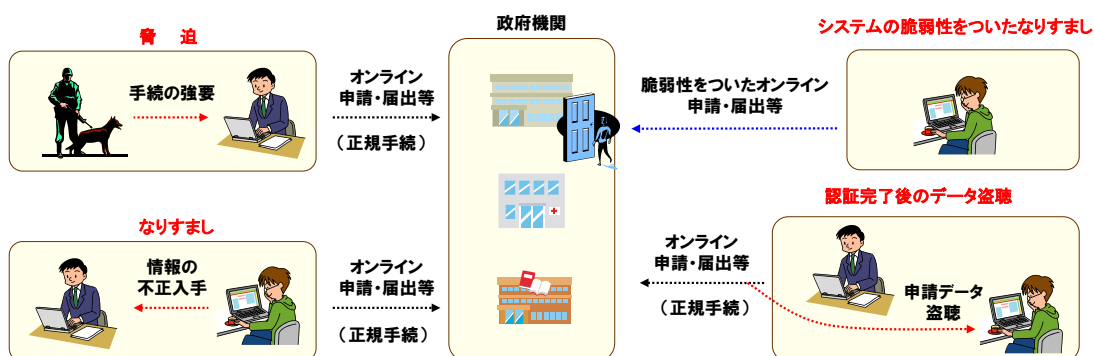 脅　迫
手続の強要
オンライン
申請・届出等
（正規手続）
なりすまし
情報の
不正入手
オンライン
申請・届出等
（正規手続）
政府機関
システムの脆弱性をついたなりすまし
脆弱性をついたオンライン
申請・届出等
認証完了後のデータ盗聴
オンライン
申請・届出等
（正規手続）
申請データ
盗聴